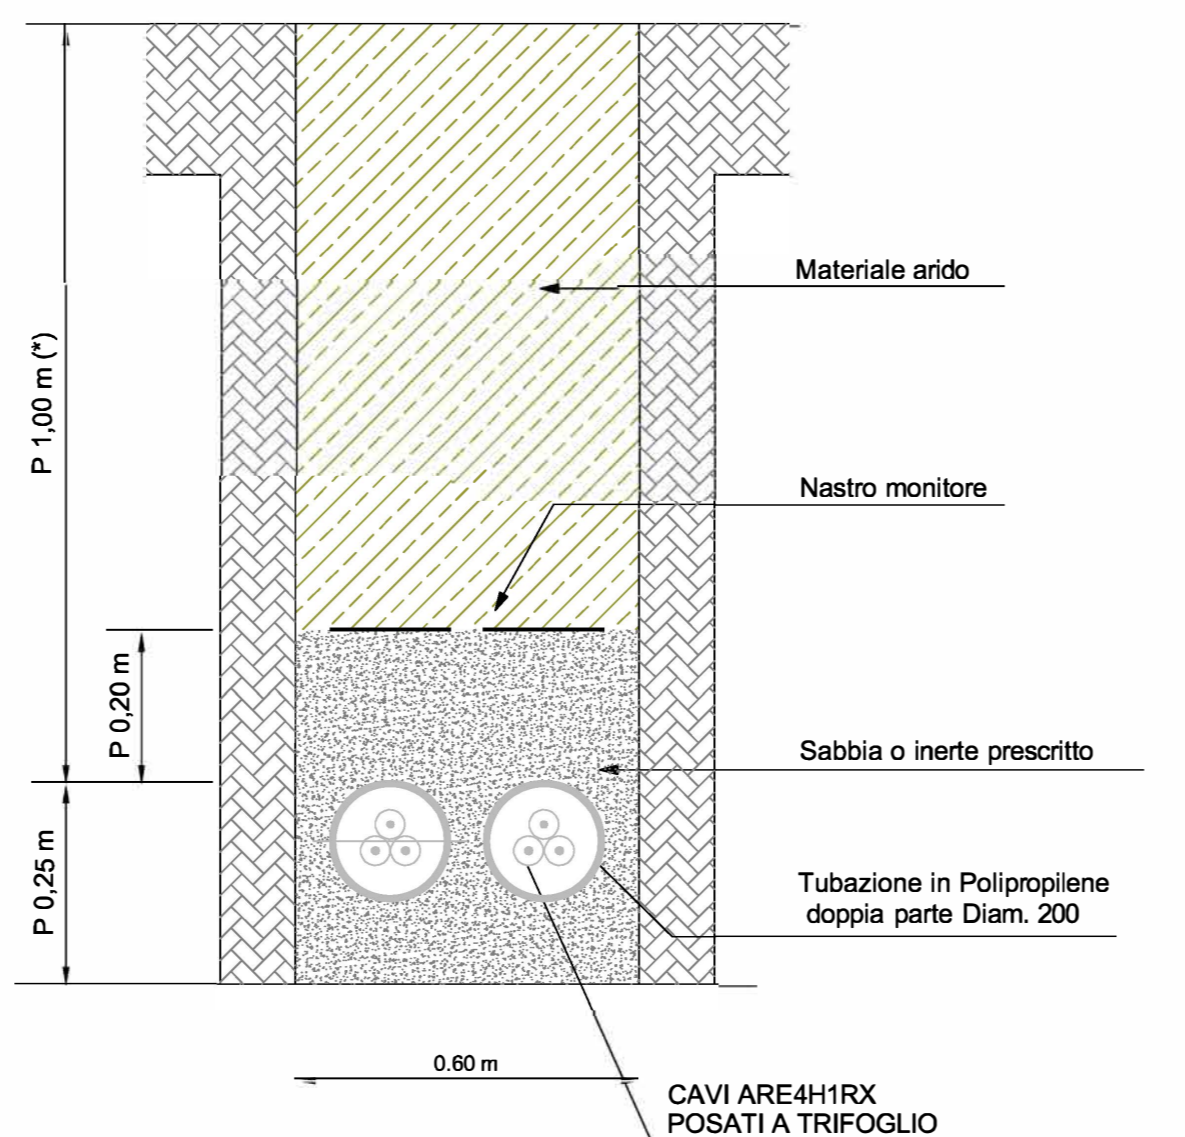 Materiale arido
P 1,00 m (*)
Nastro monitore
P 0,20 m
Sabbia o inerte prescritto
P 0,25 m
Tubazione in Polipropilene
doppia parte Diam. 200
0.60 m
CAVI ARE4H1RX
POSATI A TRIFOGLIO